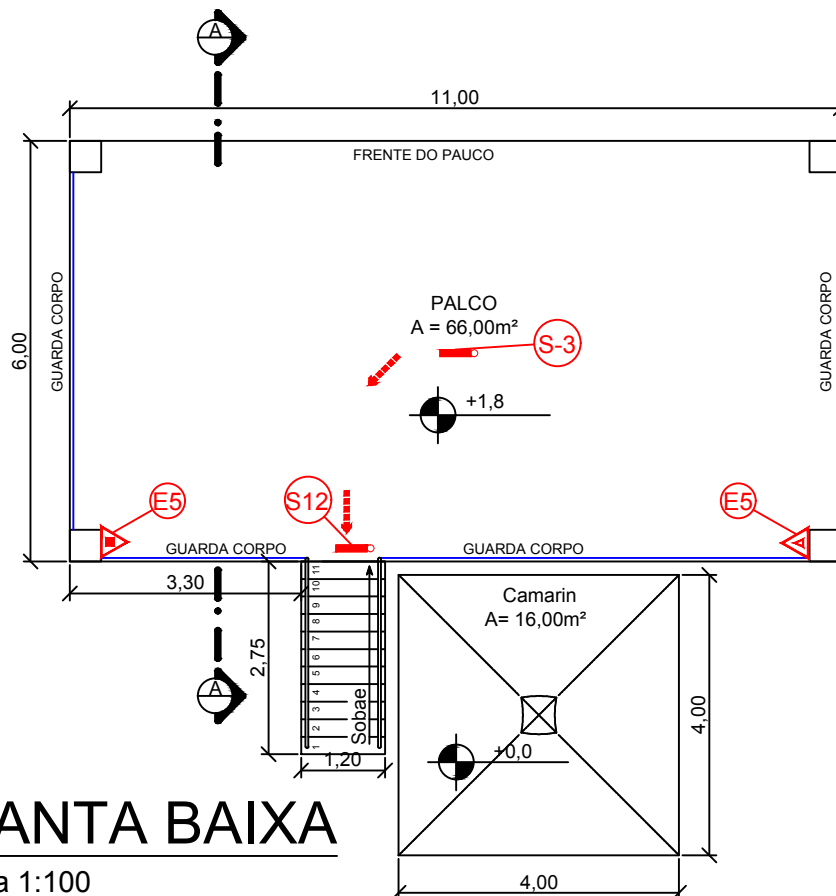 A
11,00
FRENTE DO PAUCO
GUARDA CORPO
GUARDA CORPO
6,00
PALCO
A = 66,00m²
S-3
+1,8
E5
S12
E5
GUARDA CORPO
GUARDA CORPO
3,30
11
10
9
8
7
6
5
4
3
2
1
2,75
Sobae
1,20
A
Camarin
A= 16,00m²
+0,0
4,00
4,00
ANTA BAIXA
a 1:100